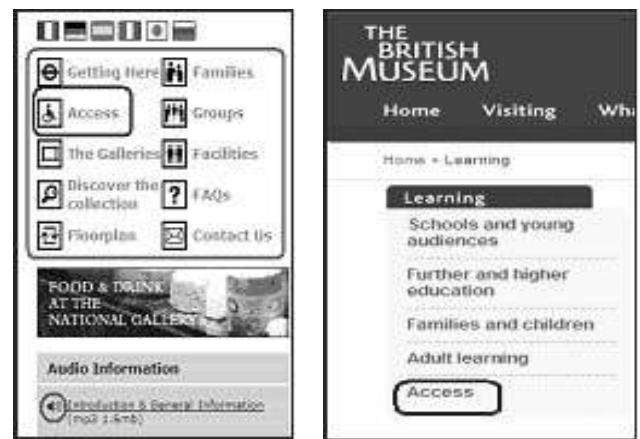 Getting Here Families
Access Groups
The Galleries Facilities
Discover the
collection
FAQs
Floorplan Contact Us
FOOD & DRINK
AT THE
NATIONAL GALLERY
Audio Information
Introduction & General Information
(mp3 1.6mb)
THE
BRITISH
MUSEUM
Home Visiting Wh
Home > Learning
Learning
Schools and young
audiences
Further and higher
education
Families and children
Adult learning
Access